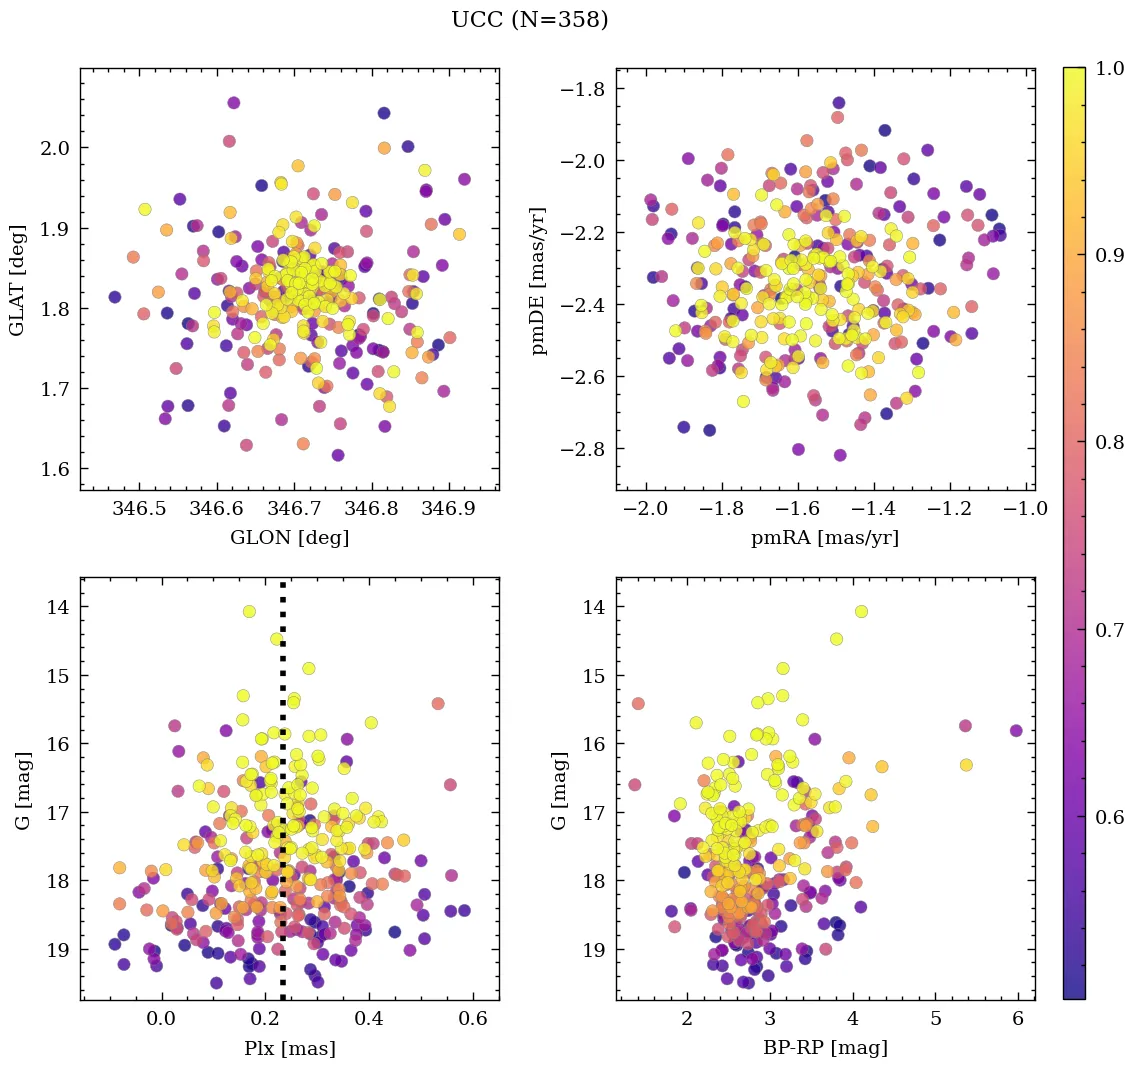 UCC (N=358)
GLAT [deg]
2.0
1.9
1.8
1.7
1.6
346.5 346.6 346.7 346.8 346.9
GLON [deg]
pmDE [mas/yr]
−1.8
−2.0
−2.2
−2.4
−2.6
−2.8
−2.0 −1.8 −1.6 −1.4 −1.2 −1.0
pmRA [mas/yr]
G [mag]
14
15
16
17
18
19
0.0 0.2 0.4 0.6
Plx [mas]
G [mag]
14
15
16
17
18
19
2 3 4 5 6
BP-RP [mag]
1.0
0.9
0.8
0.7
0.6